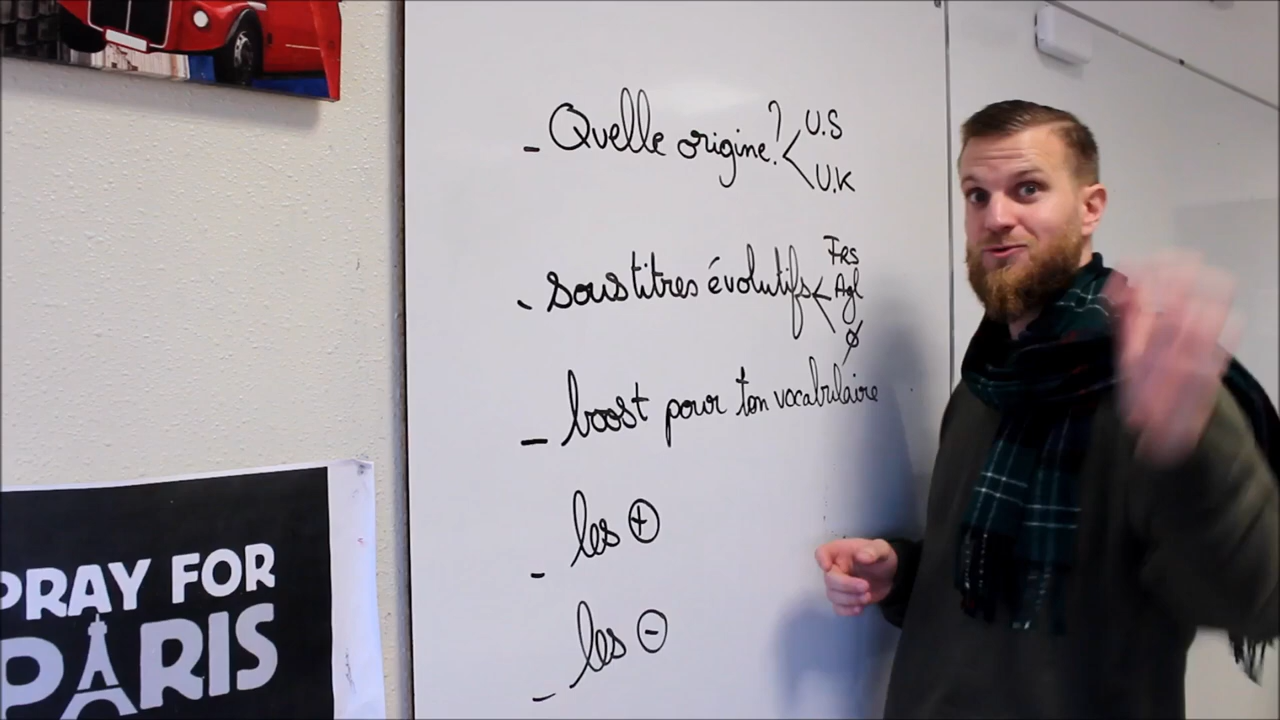 - Quelle origine? < U.S
U.K
- sous titres évolutifs < Frs
Agl
ø
- boost pour ton vocabulaire
- les ⊕
- les ⊖
PRAY FOR
PARIS